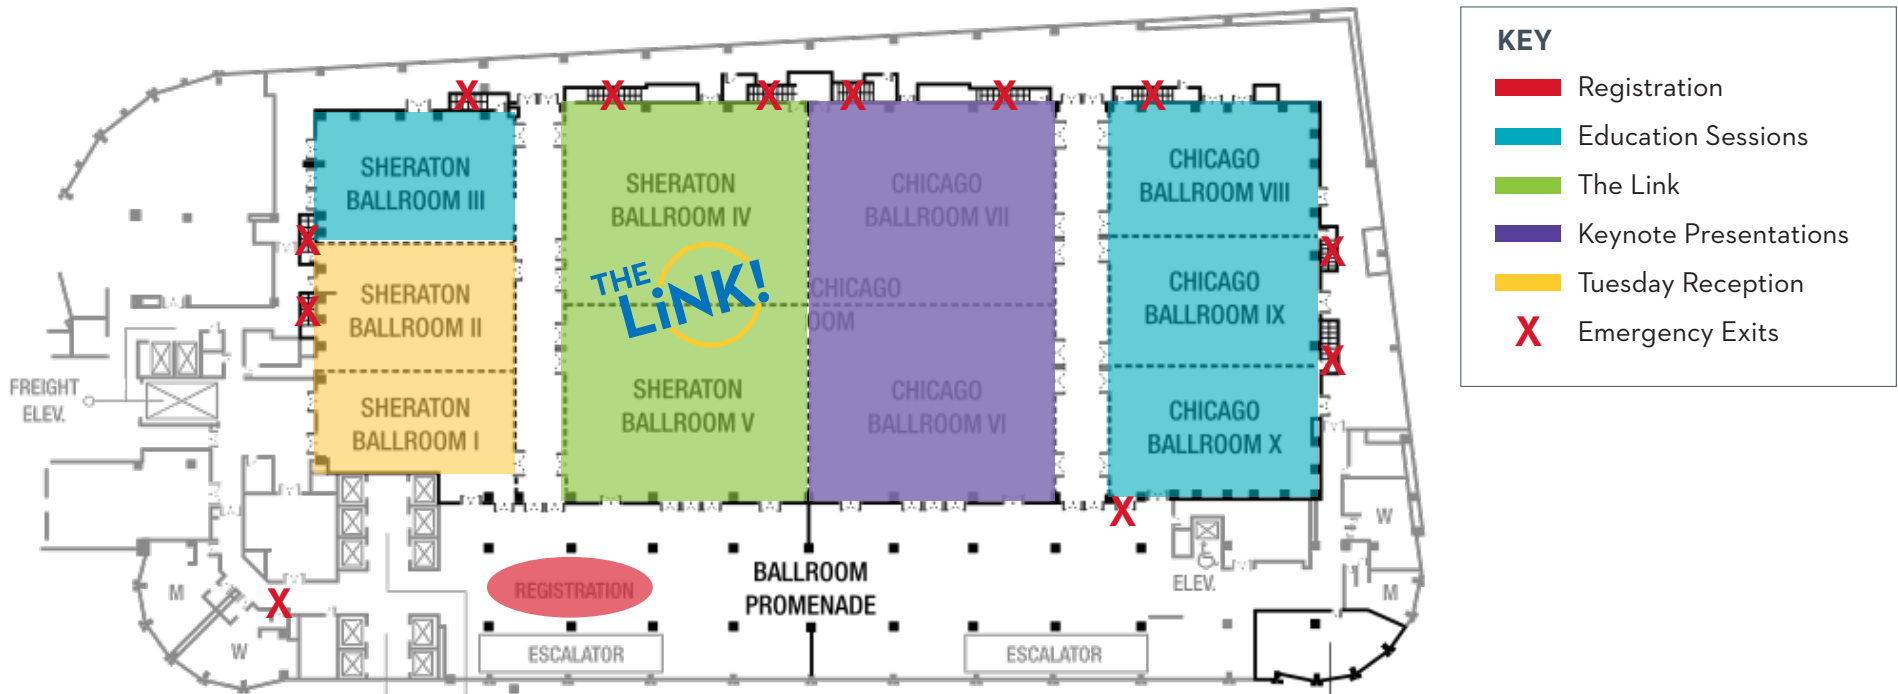 KEY
Registration
Education Sessions
The Link
Keynote Presentations
Tuesday Reception
X Emergency Exits
X
X
X
X
X
X
SHERATON
BALLROOM III
SHERATON
BALLROOM IV
CHICAGO
BALLROOM VII
CHICAGO
BALLROOM VIII
X
X
X
X
SHERATON
BALLROOM II
THE
LiNK!
CHICAGO
OOM
CHICAGO
BALLROOM IX
FREIGHT
ELEV.
SHERATON
BALLROOM I
SHERATON
BALLROOM V
CHICAGO
BALLROOM VI
CHICAGO
BALLROOM X
X
W
M
REGISTRATION
BALLROOM
PROMENADE
ELEV.
M
X
W
ESCALATOR
ESCALATOR